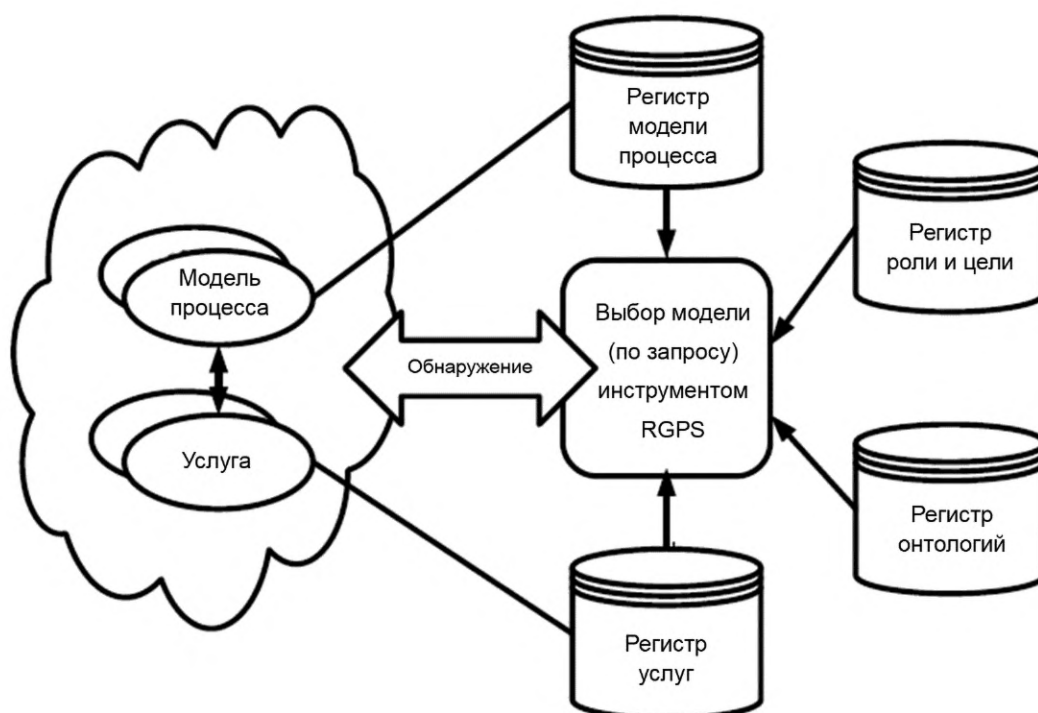 Регистр
модели
процесса
Регистр
роли и цели
Модель
процесса
Выбор модели
(по запросу)
инструментом
RGPS
Обнаружение
Услуга
Регистр
онтологий
Регистр
услуг